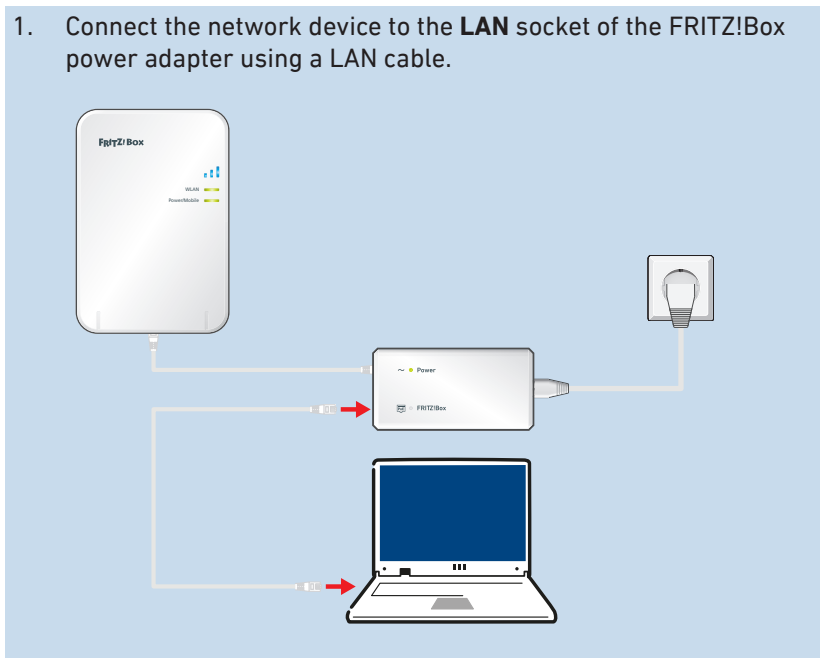 1. Connect the network device to the LAN socket of the FRITZ!Box
power adapter using a LAN cable.
FRITZ! Box
WLAN
Power/Mobile
Power
FRITZ!Box